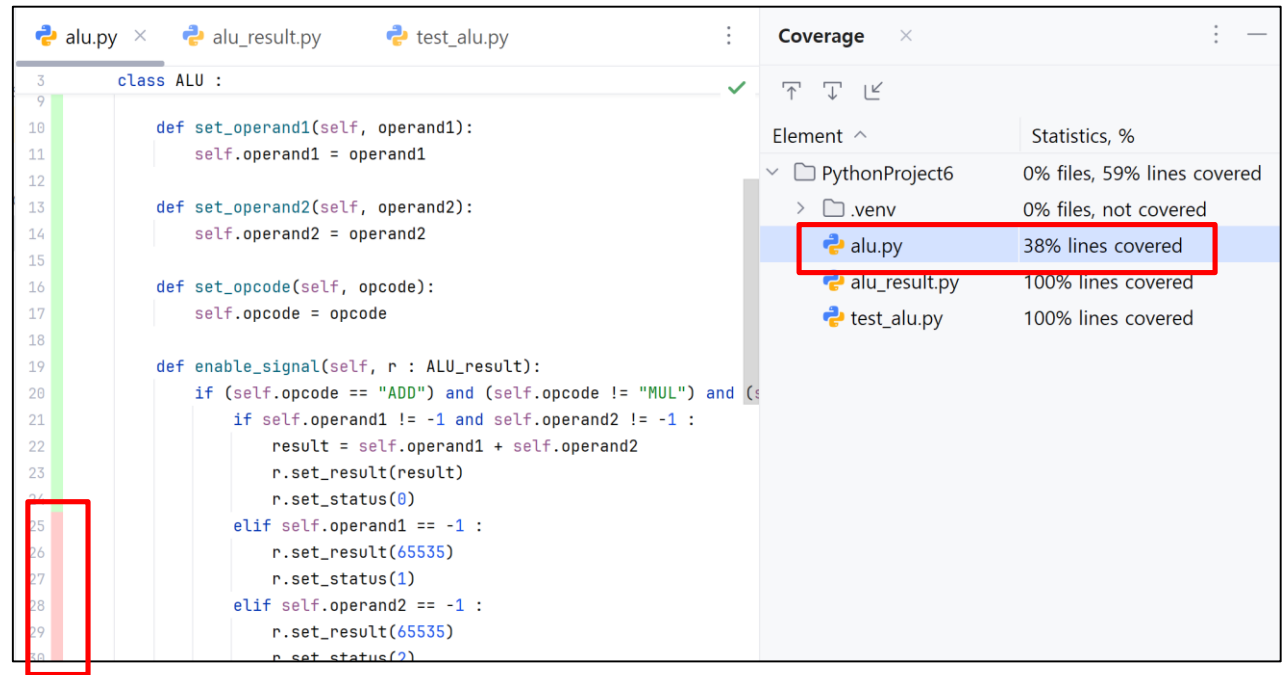 alu.py
alu_result.py
test_alu.py
3 class ALU :
9
10 def set_operand1(self, operand1):
11 self.operand1 = operand1
12
13 def set_operand2(self, operand2):
14 self.operand2 = operand2
15
16 def set_opcode(self, opcode):
17 self.opcode = opcode
18
19 def enable_signal(self, r : ALU_result):
20 if (self.opcode == "ADD") and (self.opcode != "MUL") and (s
21 if self.operand1 != -1 and self.operand2 != -1 :
22 result = self.operand1 + self.operand2
23 r.set_result(result)
24 r.set_status(0)
25 elif self.operand1 == -1 :
26 r.set_result(65535)
27 r.set_status(1)
28 elif self.operand2 == -1 :
29 r.set_result(65535)
30 r.set_status(2)
Coverage
Element Statistics, %
PythonProject6 0% files, 59% lines covered
.venv 0% files, not covered
alu.py 38% lines covered
alu_result.py 100% lines covered
test_alu.py 100% lines covered